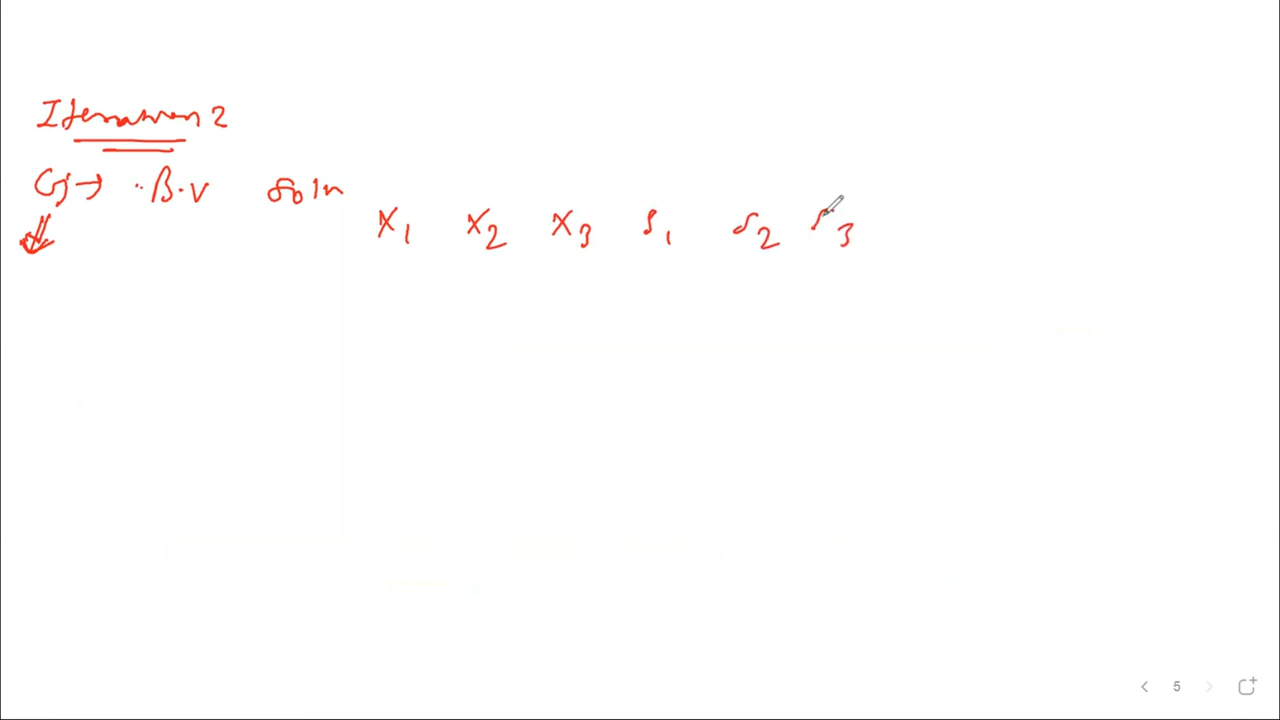 Iteration 2
Cj → B.V Soln
X1 X2 X3 S1 S2 S3
5